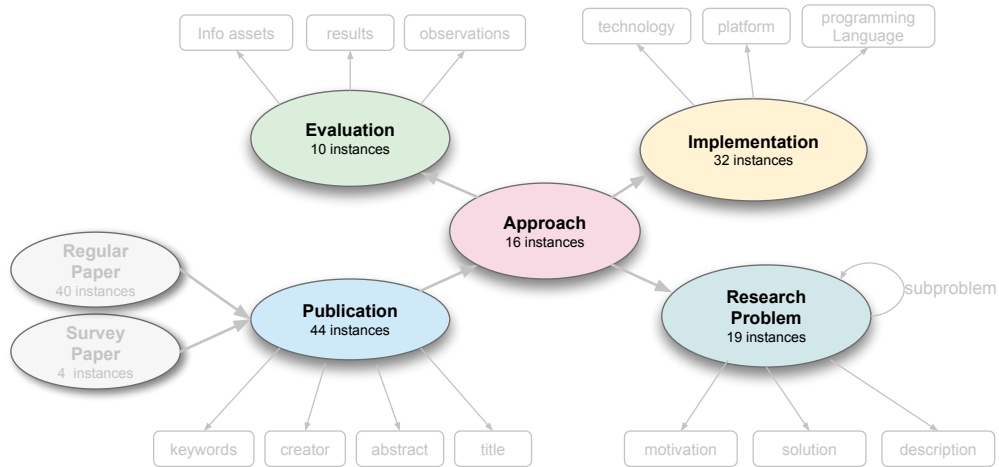 Info assets
results
observations
technology
platform
programming
Language
Evaluation
10 instances
Implementation
32 instances
Approach
16 instances
Regular
Paper
40 instances
Survey
Paper
4 instances
Publication
44 instances
Research
Problem
19 instances
subproblem
keywords
creator
abstract
title
motivation
solution
description